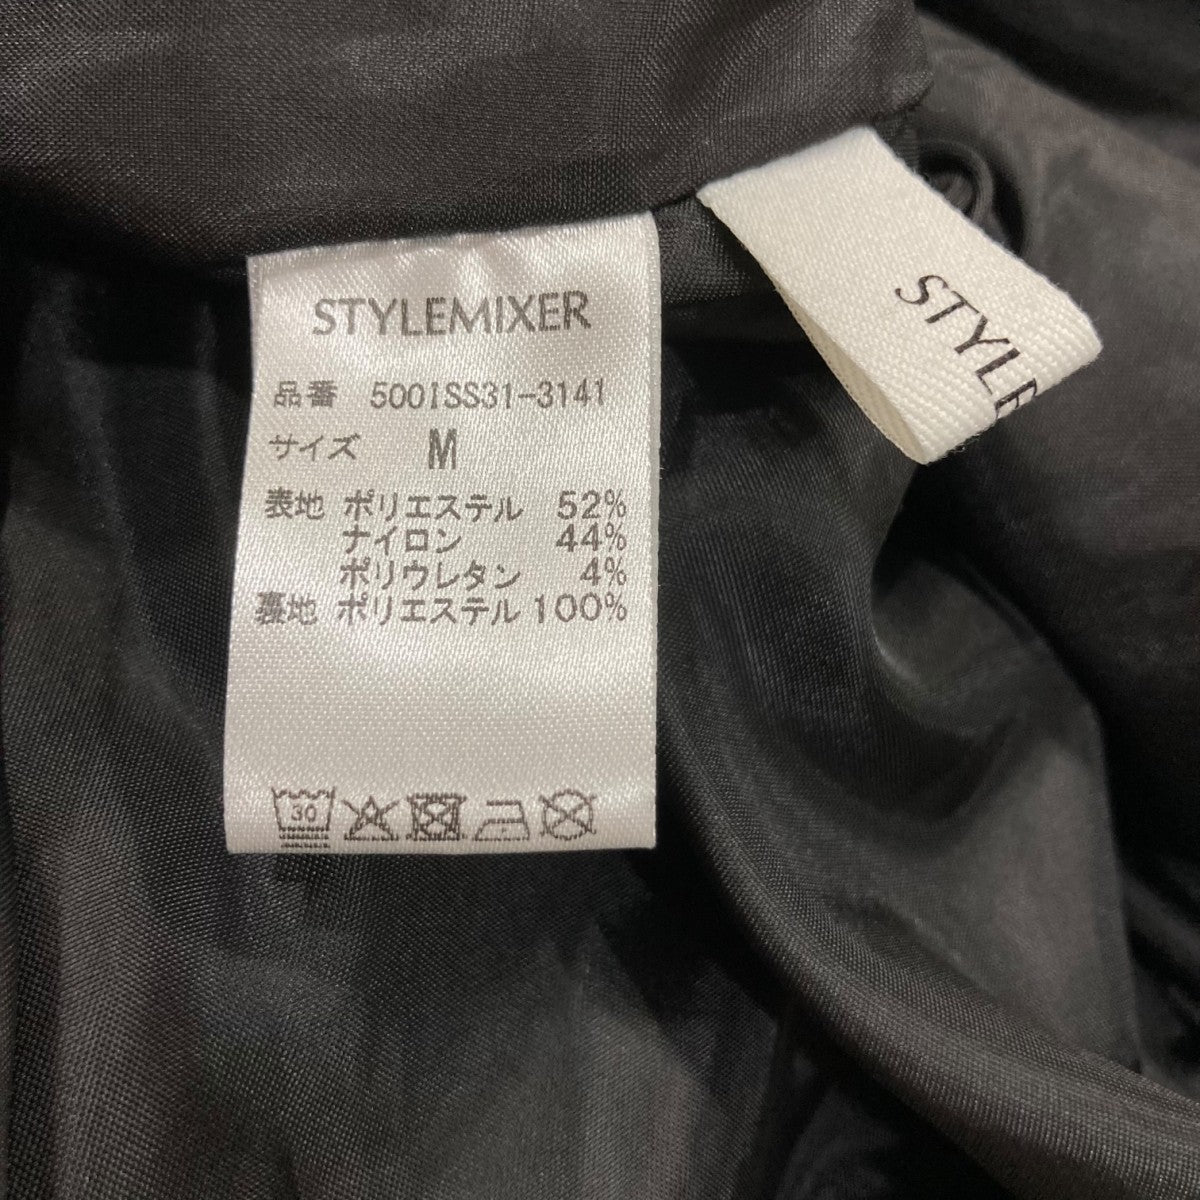 STYLEMIXER
品番 500ISS31-3141
サイズ M
表地 ポリエステル 52%
ナイロン 44%
ポリウレタン 4%
裏地 ポリエステル 100%
30
STYLE